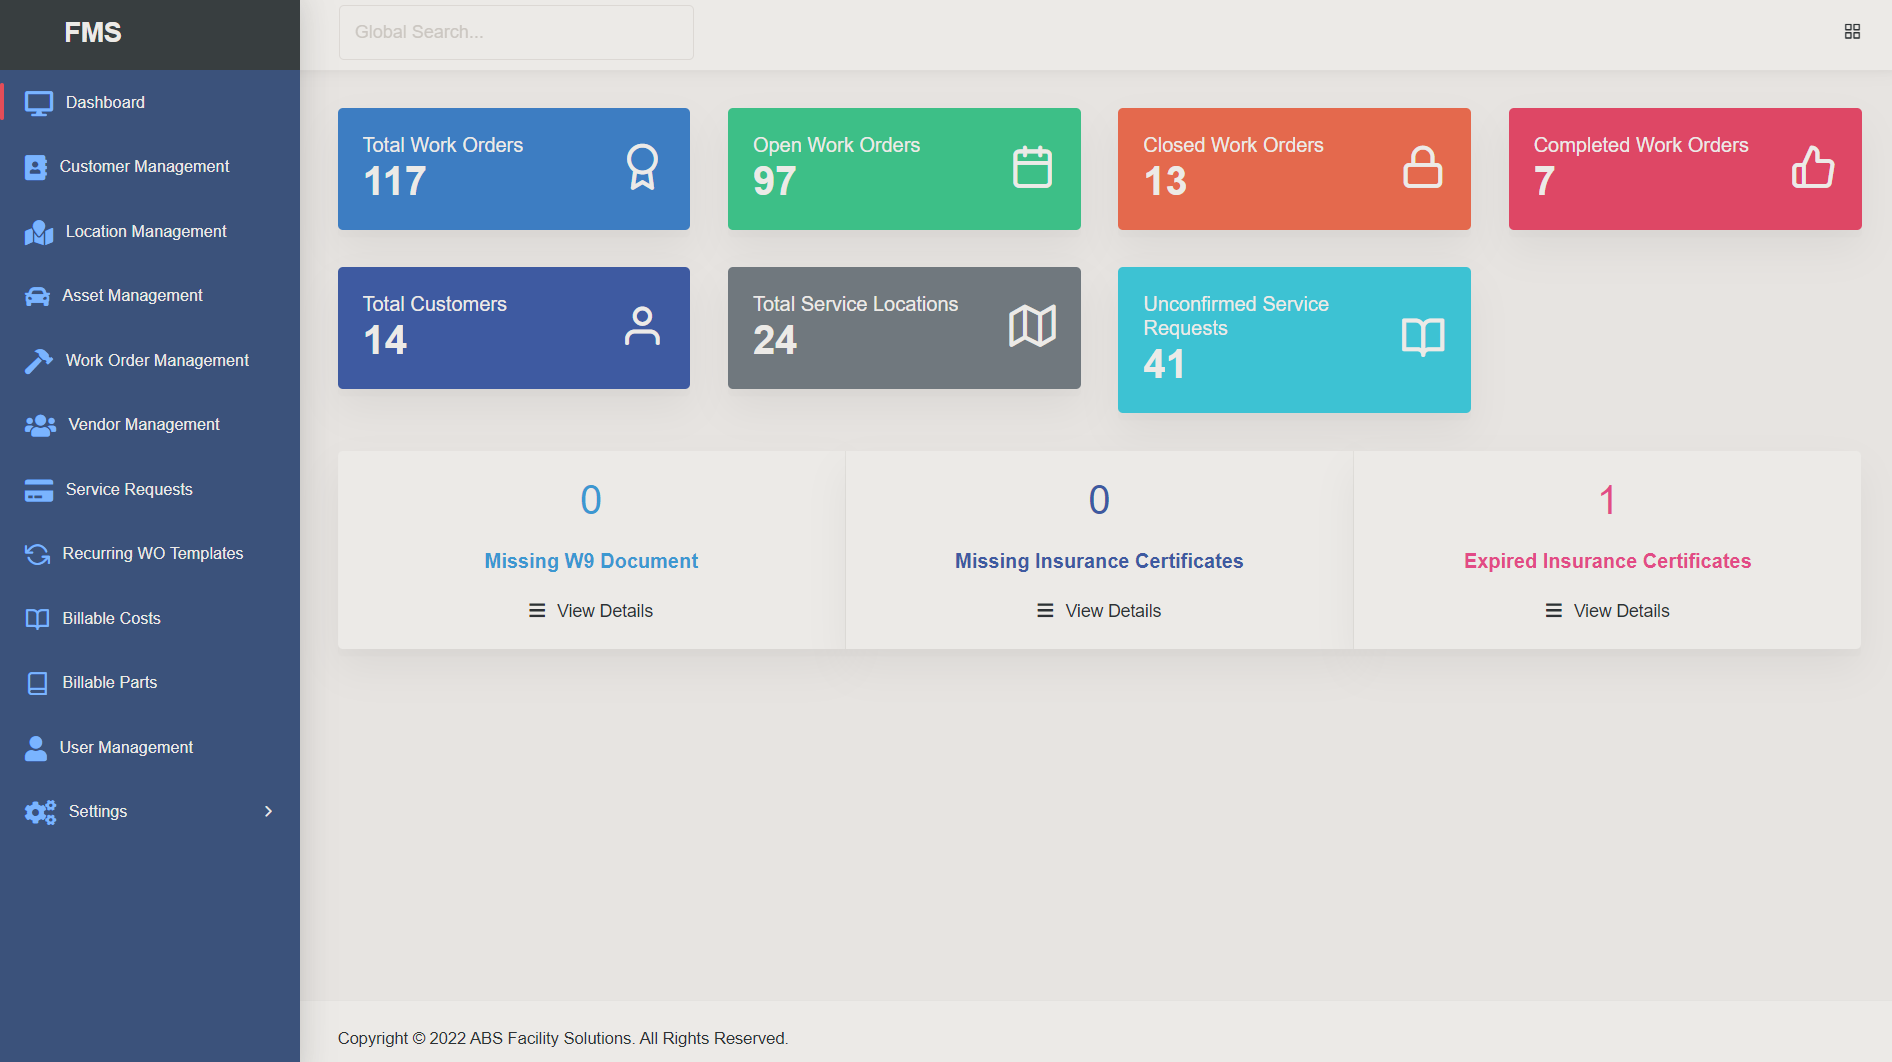 FMS
Global Search...
Dashboard
Customer Management
Location Management
Asset Management
Work Order Management
Vendor Management
Service Requests
Recurring WO Templates
Billable Costs
Billable Parts
User Management
Settings
Total Work Orders
117
Open Work Orders
97
Closed Work Orders
13
Completed Work Orders
7
Total Customers
14
Total Service Locations
24
Unconfirmed Service
Requests
41
0
Missing W9 Document
View Details
0
Missing Insurance Certificates
View Details
1
Expired Insurance Certificates
View Details
Copyright © 2022 ABS Facility Solutions. All Rights Reserved.